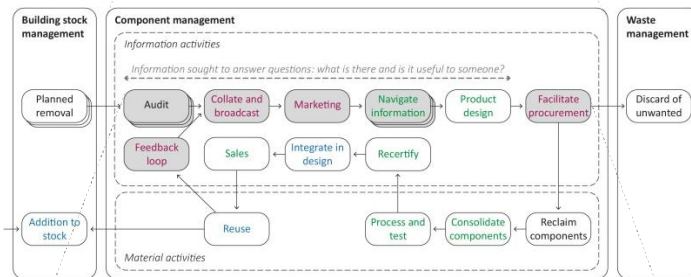 Building stock
management
Component management
Waste
management
Information activities
Information sought to answer questions: what is there and is it useful to someone?
Planned
removal
Audit
Collate and
broadcast
Marketing
Navigate
information
Product
design
Facilitate
procurement
Discard of
unwanted
Feedback
loop
Sales
Integrate in
design
Recertify
Addition to
stock
Reuse
Process and
test
Consolidate
components
Reclaim
components
Material activities